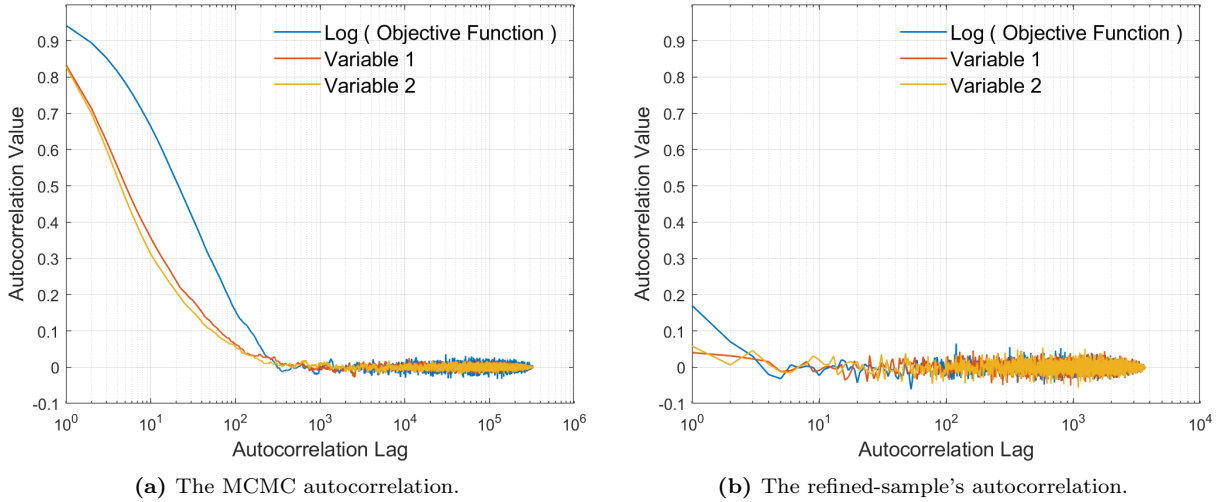 0.9
0.8
0.7
0.6
0.5
0.4
0.3
0.2
0.1
0
-0.1
Autocorrelation Value
Log ( Objective Function )
Variable 1
Variable 2
10^0 10^1 10^2 10^3 10^4 10^5 10^6
Autocorrelation Lag
(a) The MCMC autocorrelation.
0.9
0.8
0.7
0.6
0.5
0.4
0.3
0.2
0.1
0
-0.1
Autocorrelation Value
Log ( Objective Function )
Variable 1
Variable 2
10^0 10^1 10^2 10^3 10^4
Autocorrelation Lag
(b) The refined-sample's autocorrelation.